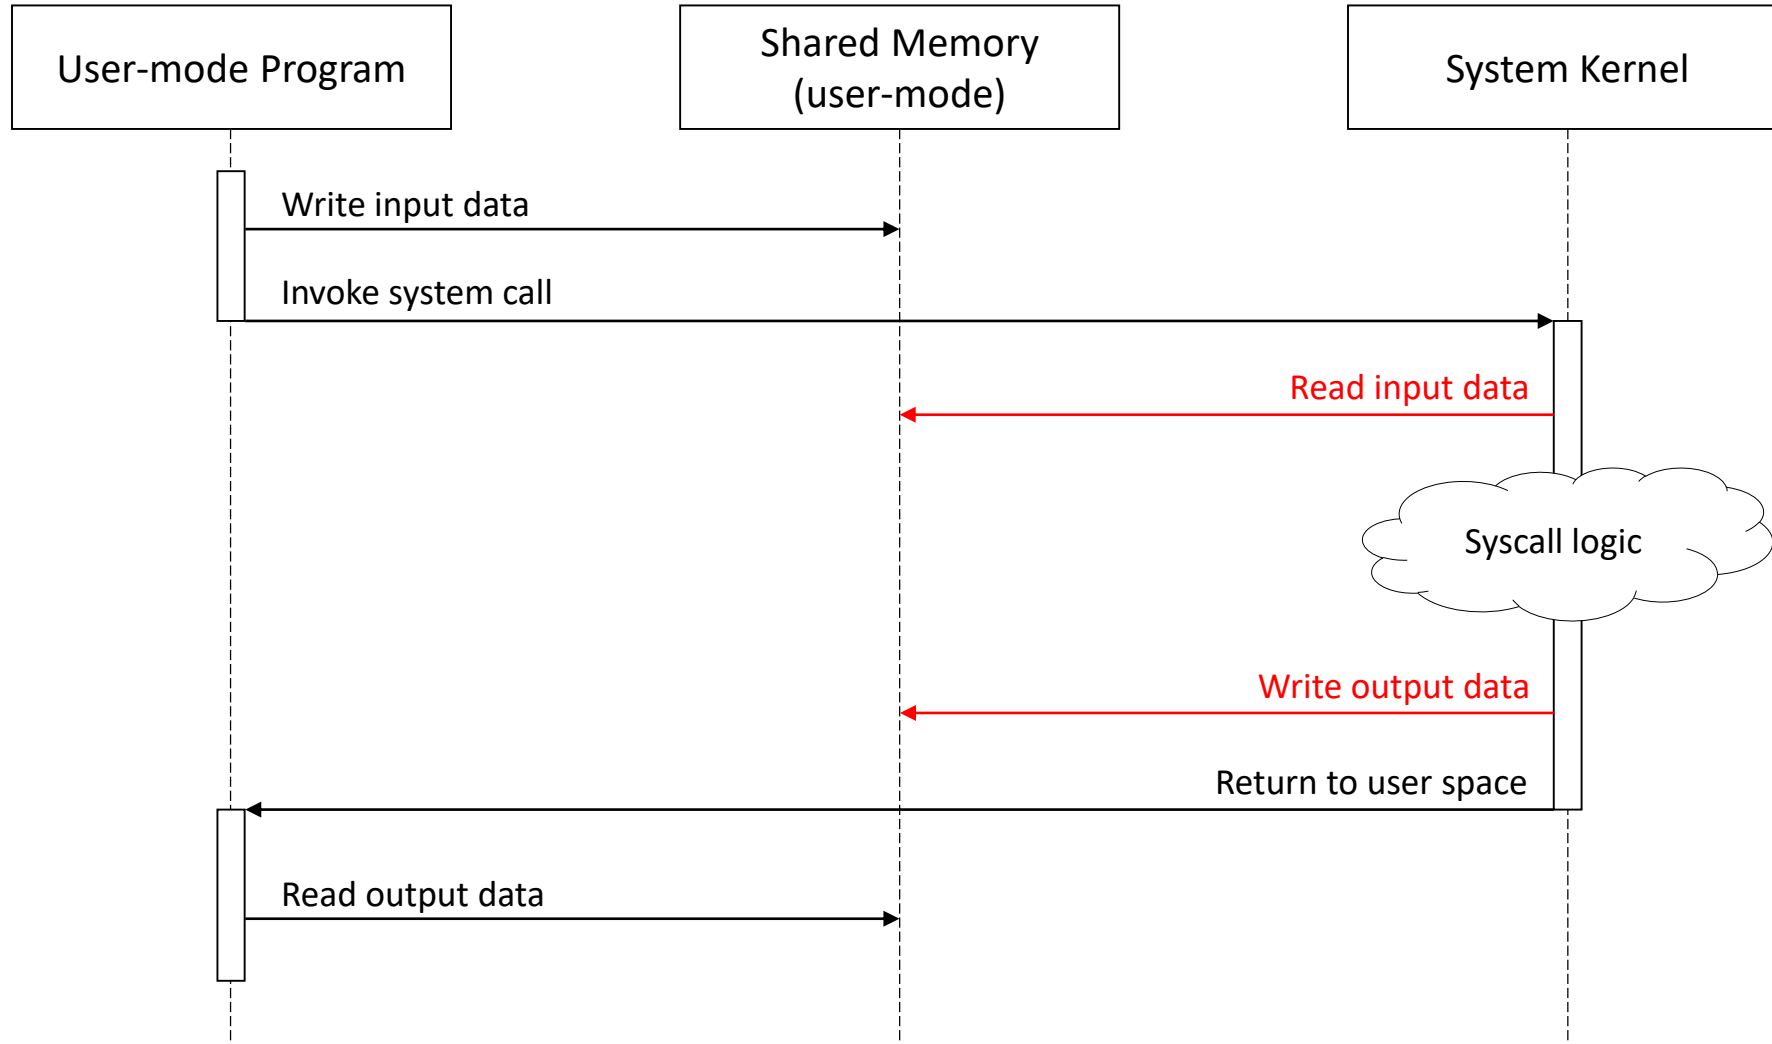 User-mode Program
Shared Memory
(user-mode)
System Kernel
Write input data
Invoke system call
Read input data
Syscall logic
Write output data
Return to user space
Read output data